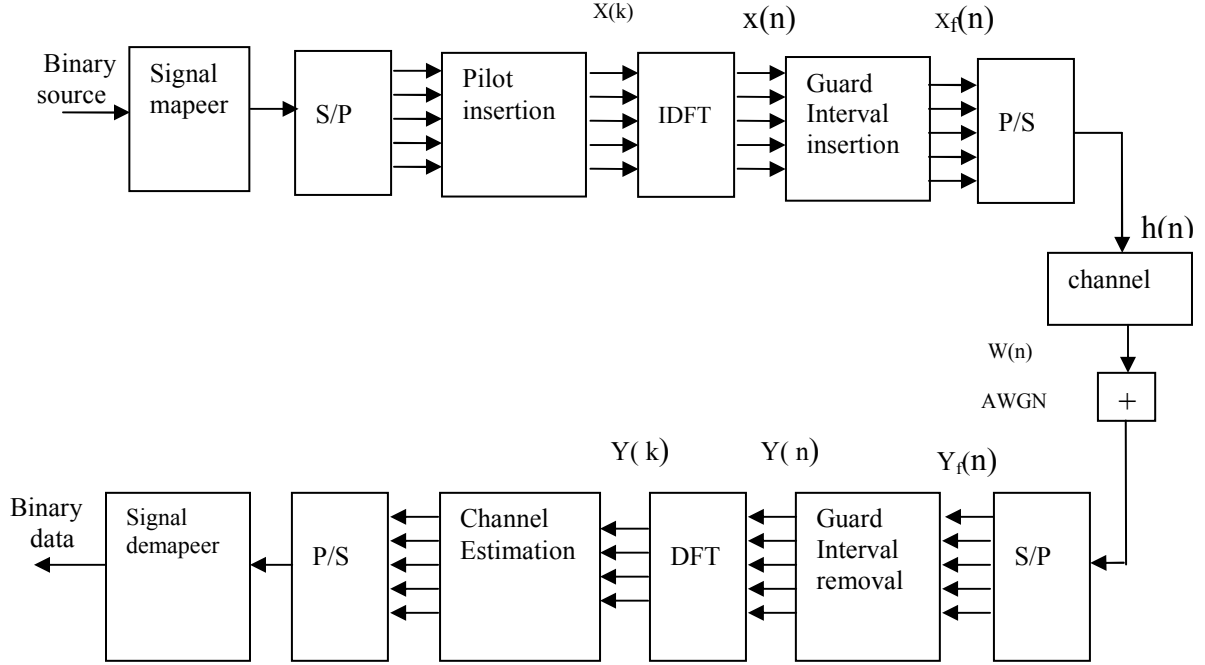 X(k)
x(n)
Xf(n)
Binary
source
Signal
mapeer
S/P
Pilot
insertion
IDFT
Guard
Interval
insertion
P/S
h(n)
channel
W(n)
AWGN
+
Y( k)
Y( n)
Yf(n)
Binary
data
Signal
demapeer
P/S
Channel
Estimation
DFT
Guard
Interval
removal
S/P